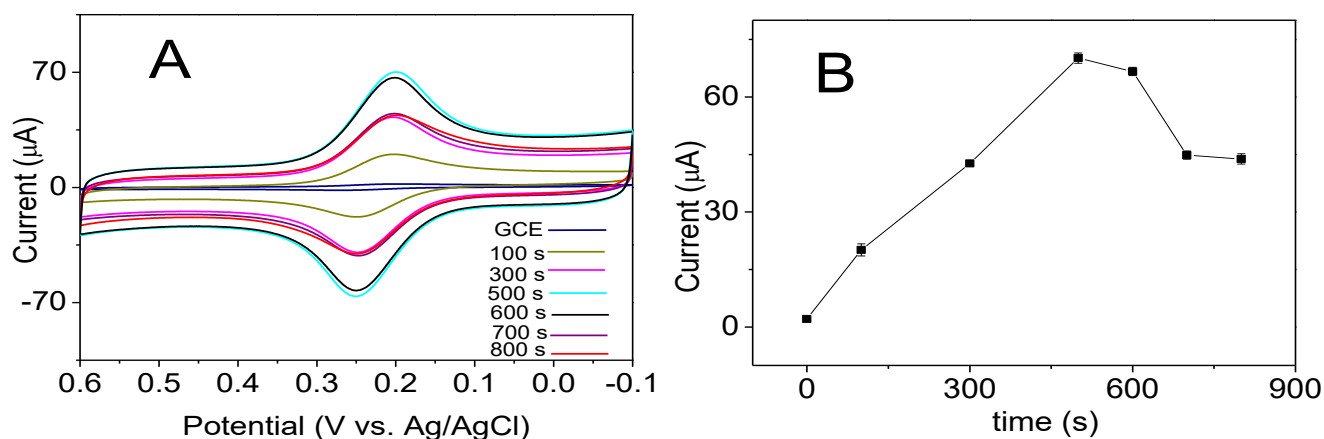 A
Current (μA)
70
0
-70
GCE
100 s
300 s
500 s
600 s
700 s
800 s
0.6 0.5 0.4 0.3 0.2 0.1 0.0 -0.1
Potential (V vs. Ag/AgCl)
B
Current (μA)
60
30
0
0 300 600 900
time (s)